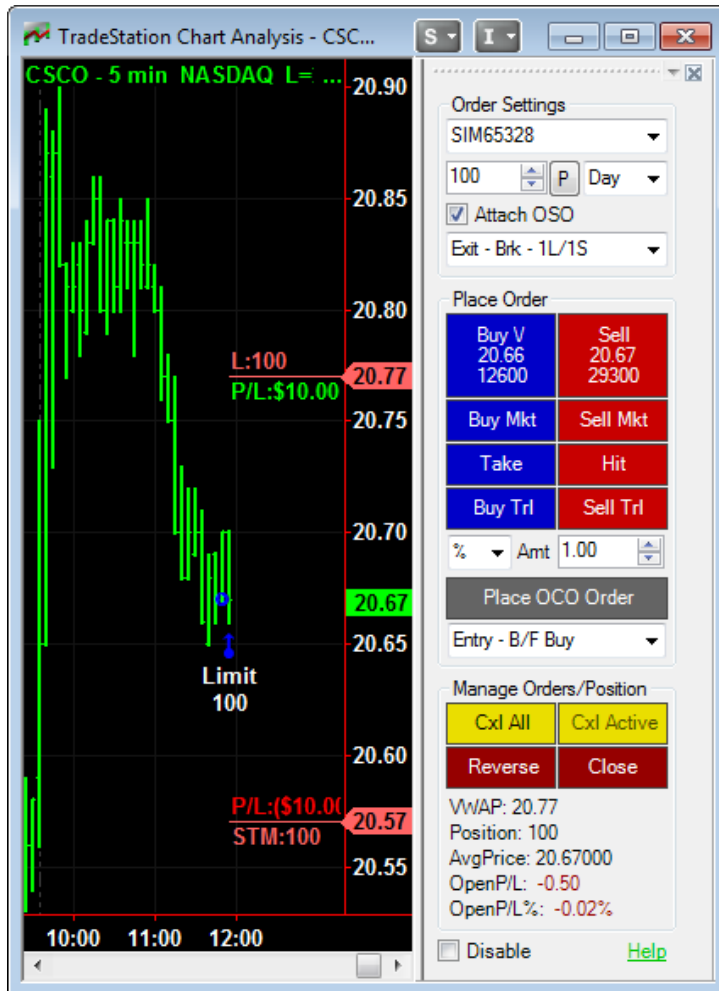 TradeStation Chart Analysis - CSC...
S
I
CSCO - 5 min NASDAQ L=: ...
20.90
20.85
20.80
L:100
20.77
P/L:$10.00
20.75
20.70
20.67
20.65
Limit
100
20.60
P/L:($10.00
20.57
STM:100
20.55
10:00 11:00 12:00
Order Settings
SIM65328
100 P Day
Attach OSO
Exit - Brk - 1L/1S
Place Order
Buy V Sell
20.66 20.67
12600 29300
Buy Mkt Sell Mkt
Take Hit
Buy Trl Sell Trl
% Amt 1.00
Place OCO Order
Entry - B/F Buy
Manage Orders/Position
Cxl All Cxl Active
Reverse Close
VWAP: 20.77
Position: 100
AvgPrice: 20.67000
OpenP/L: -0.50
OpenP/L%: -0.02%
Disable Help